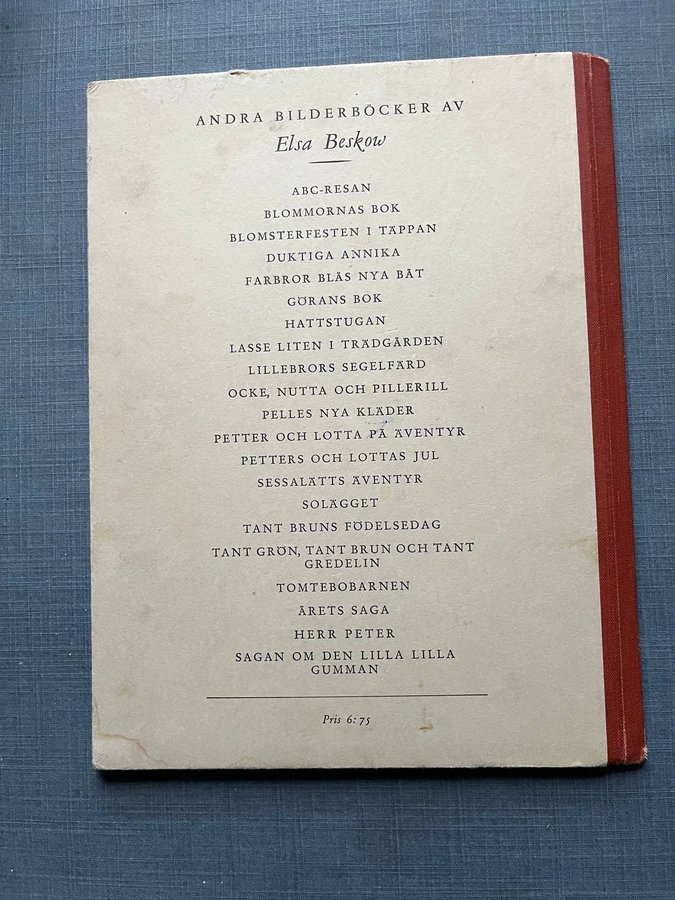 ANDRA BILDERBÖCKER AV
Elsa Beskow
ABC-RESAN
BLOMMORNAS BOK
BLOMSTERFESTEN I TÄPPAN
DUKTIGA ANNIKA
FARBROR BLÅS NYA BÅT
GÖRANS BOK
HATTSTUGAN
LASSE LITEN I TRÄDGÅRDEN
LILLEBRORS SEGELFÄRD
OCKE, NUTTA OCH PILLERILL
PELLES NYA KLÄDER
PETTER OCH LOTTA PÅ ÄVENTYR
PETTERS OCH LOTTAS JUL
SESSALÄTTS ÄVENTYR
SOLÄGGET
TANT BRUNS FÖDELSEDAG
TANT GRÖN, TANT BRUN OCH TANT
GREDELIN
TOMTEBOBARNEN
ÅRETS SAGA
HERR PETER
SAGAN OM DEN LILLA LILLA
GUMMAN
Pris 6:75